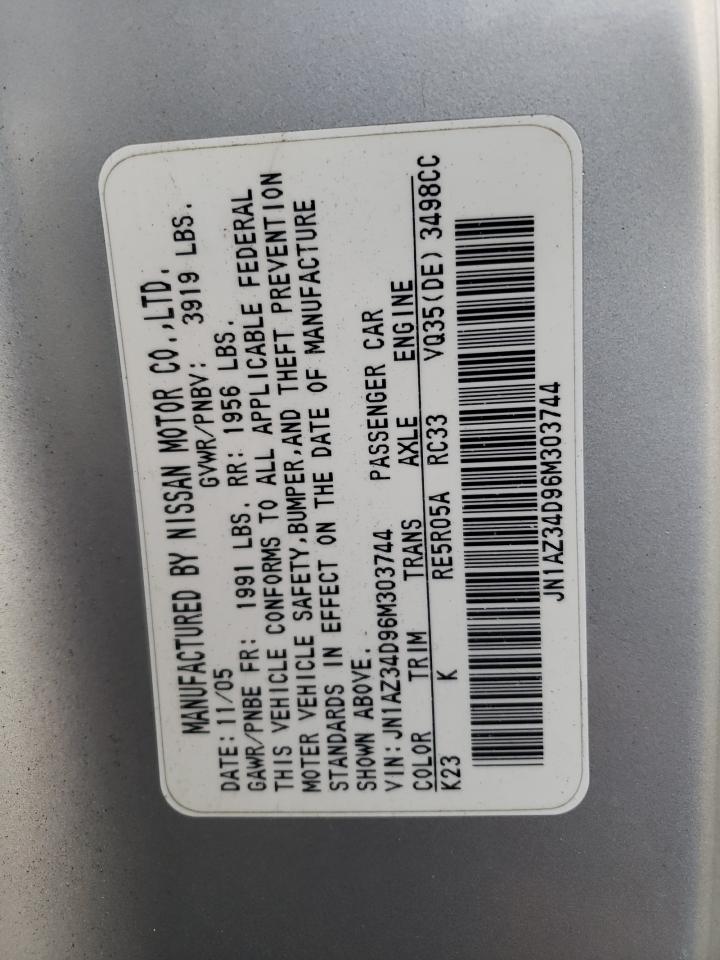 MANUFACTURED BY NISSAN MOTOR CO.,LTD.
DATE: 11/05 GVWR/PNBV: 3919 LBS.
GAWR/PNBE FR: 1991 LBS. RR: 1956 LBS.
THIS VEHICLE CONFORMS TO ALL APPLICABLE FEDERAL
MOTER VEHICLE SAFETY,BUMPER,AND THEFT PREVENTION
STANDARDS IN EFFECT ON THE DATE OF MANUFACTURE
SHOWN ABOVE.
VIN: JN1AZ34D96M303744 PASSENGER CAR
COLOR TRIM TRANS AXLE ENGINE
K23 K RE5R05A RC33 VQ35(DE) 3498CC
JN1AZ34D96M303744